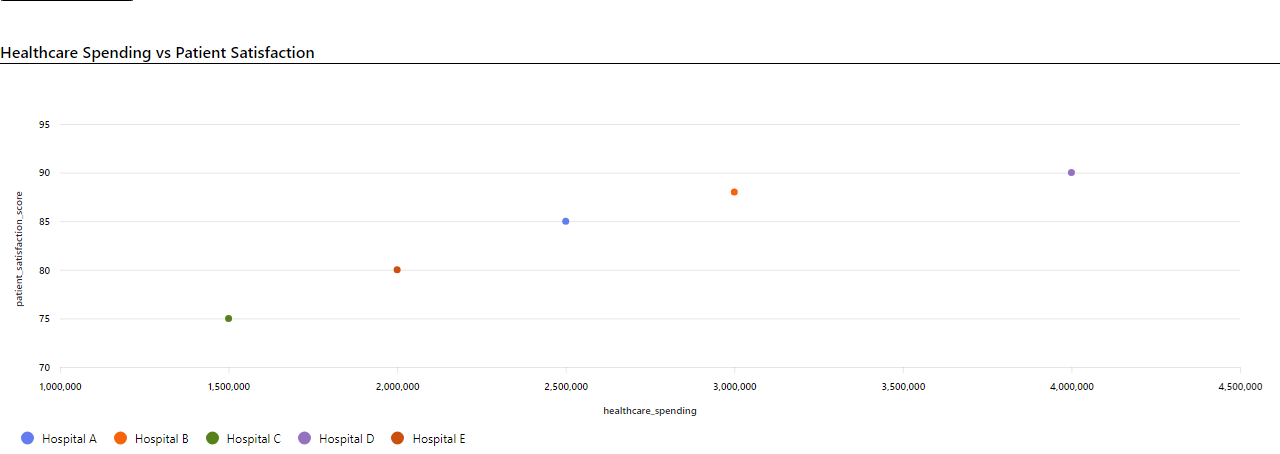 Healthcare Spending vs Patient Satisfaction
95
90
85
80
75
70
patient_satisfaction_score
1,000,000 1,500,000 2,000,000 2,500,000 3,000,000 3,500,000 4,000,000 4,500,000
healthcare_spending
Hospital A Hospital B Hospital C Hospital D Hospital E